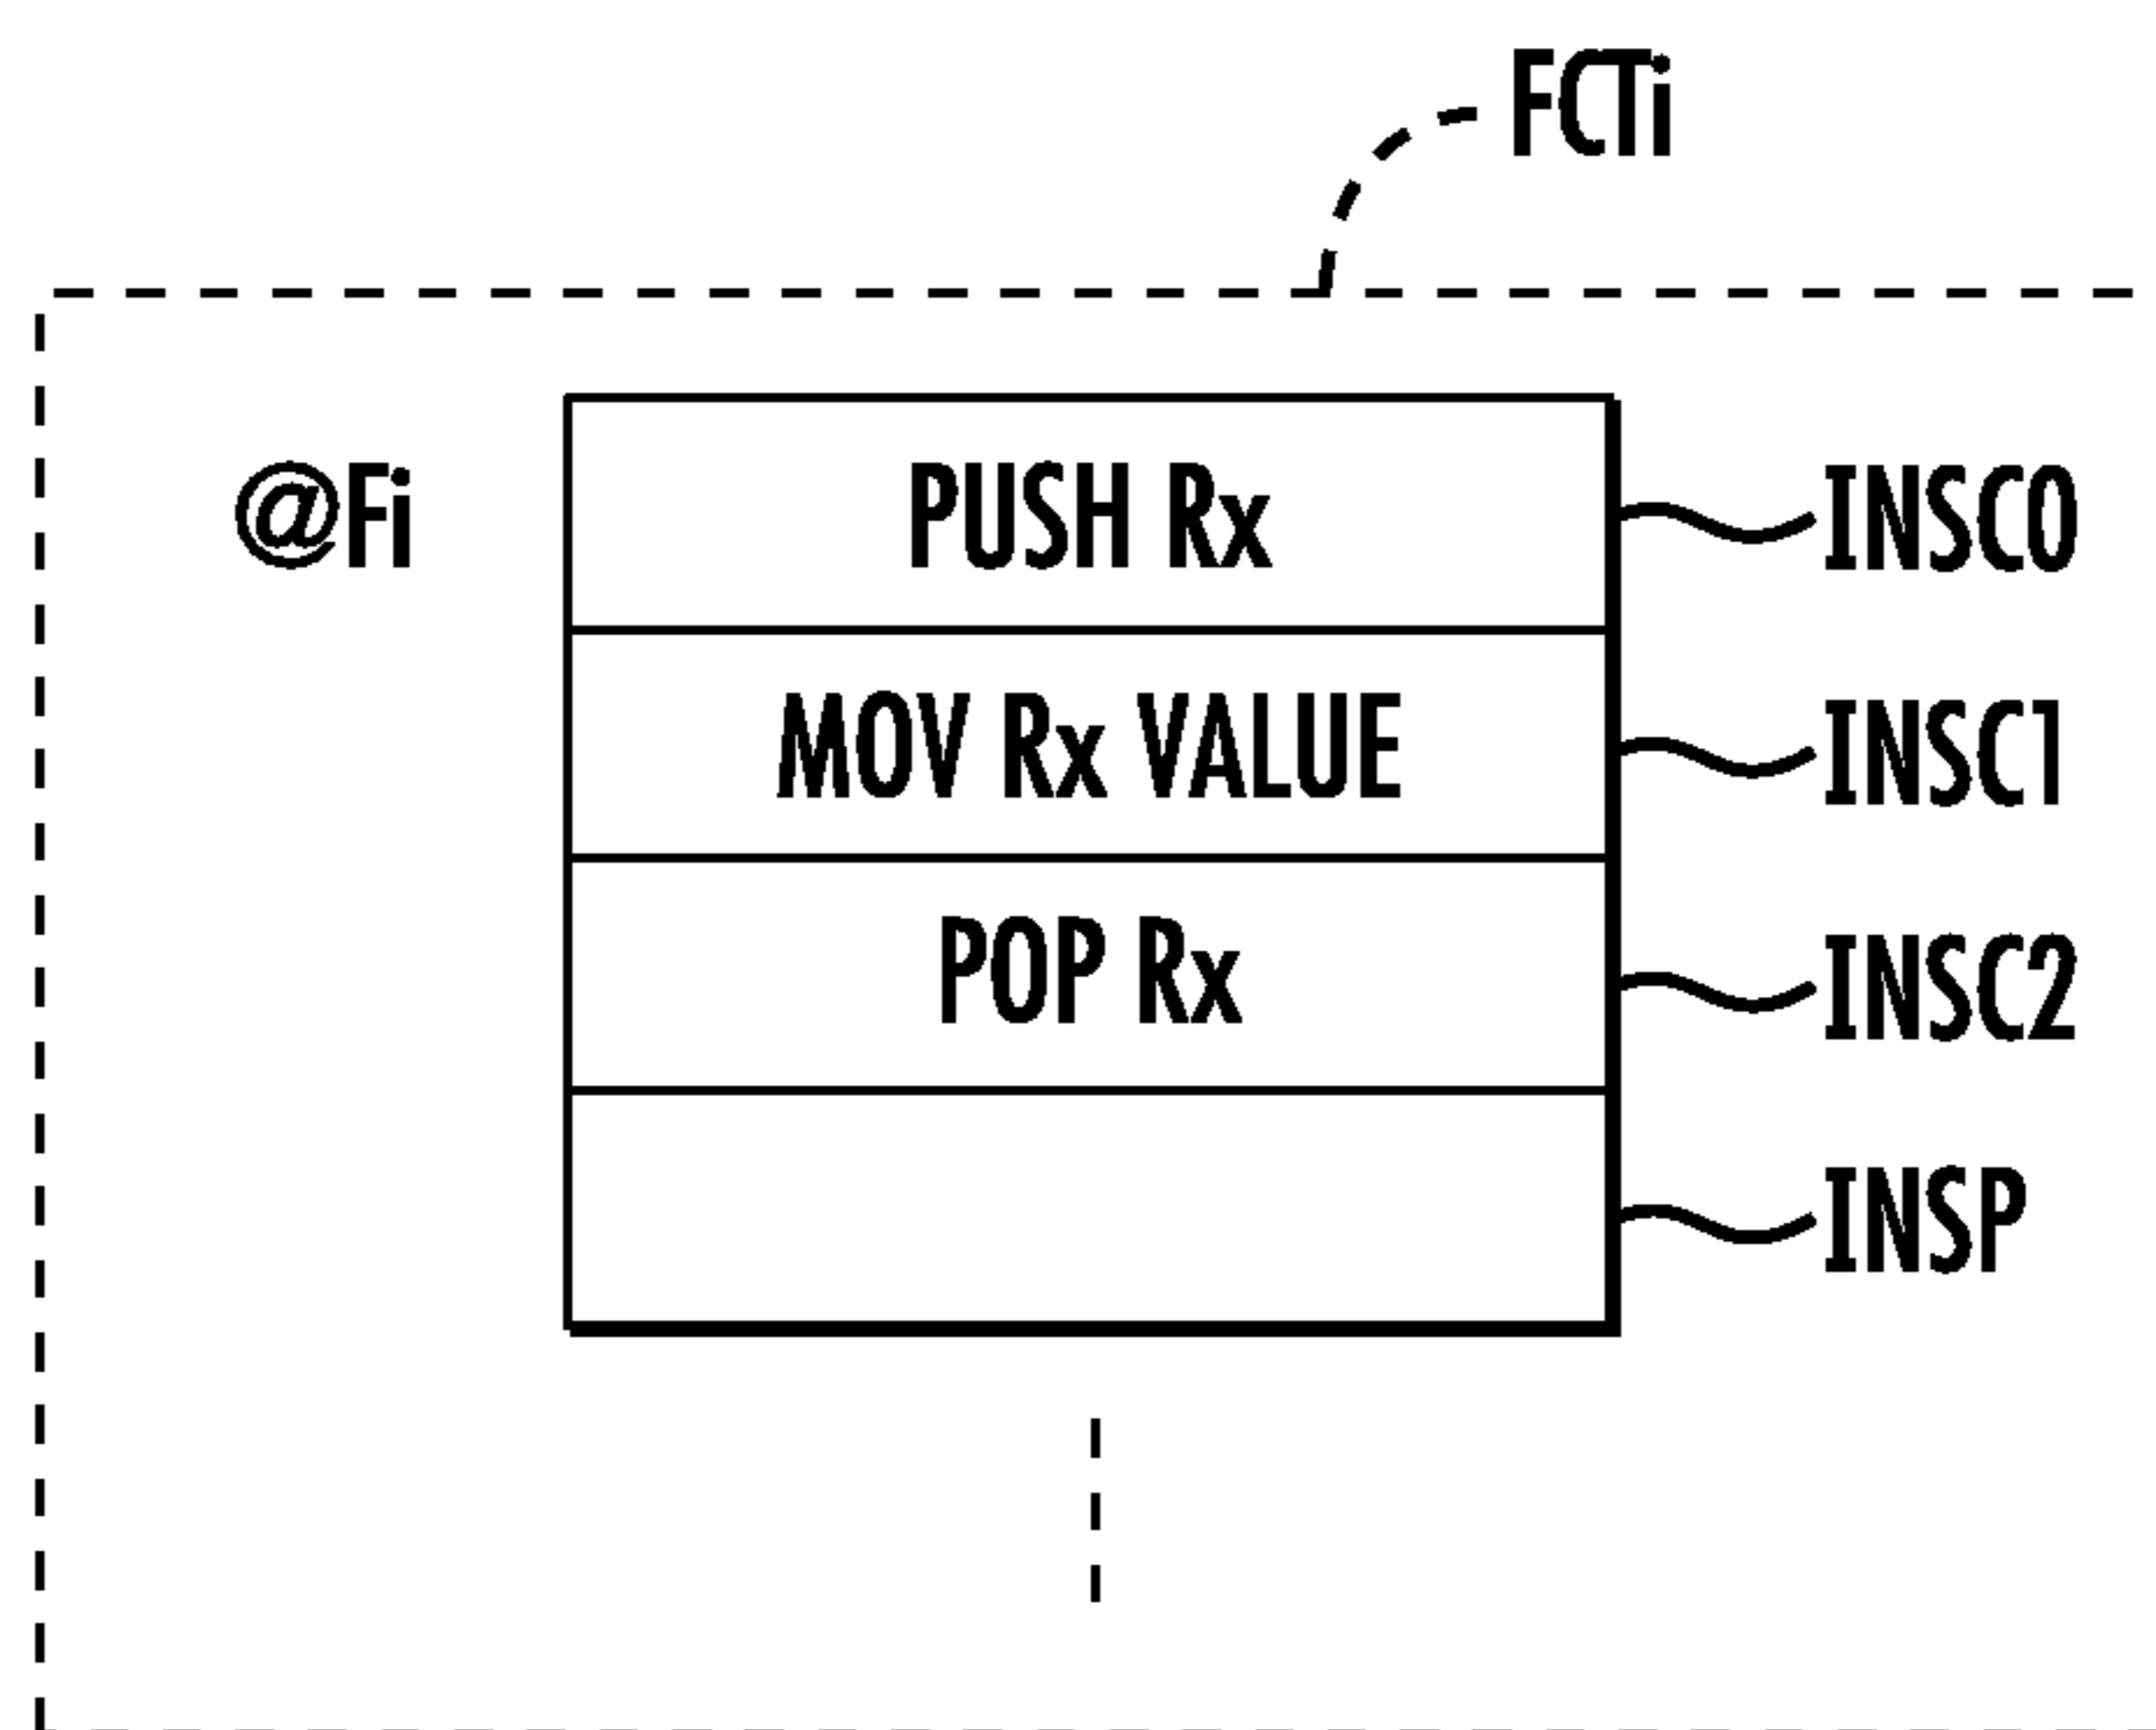 FCTi
@Fi PUSH Rx INSC0
MOV Rx VALUE INSC1
POP Rx INSC2
INSP